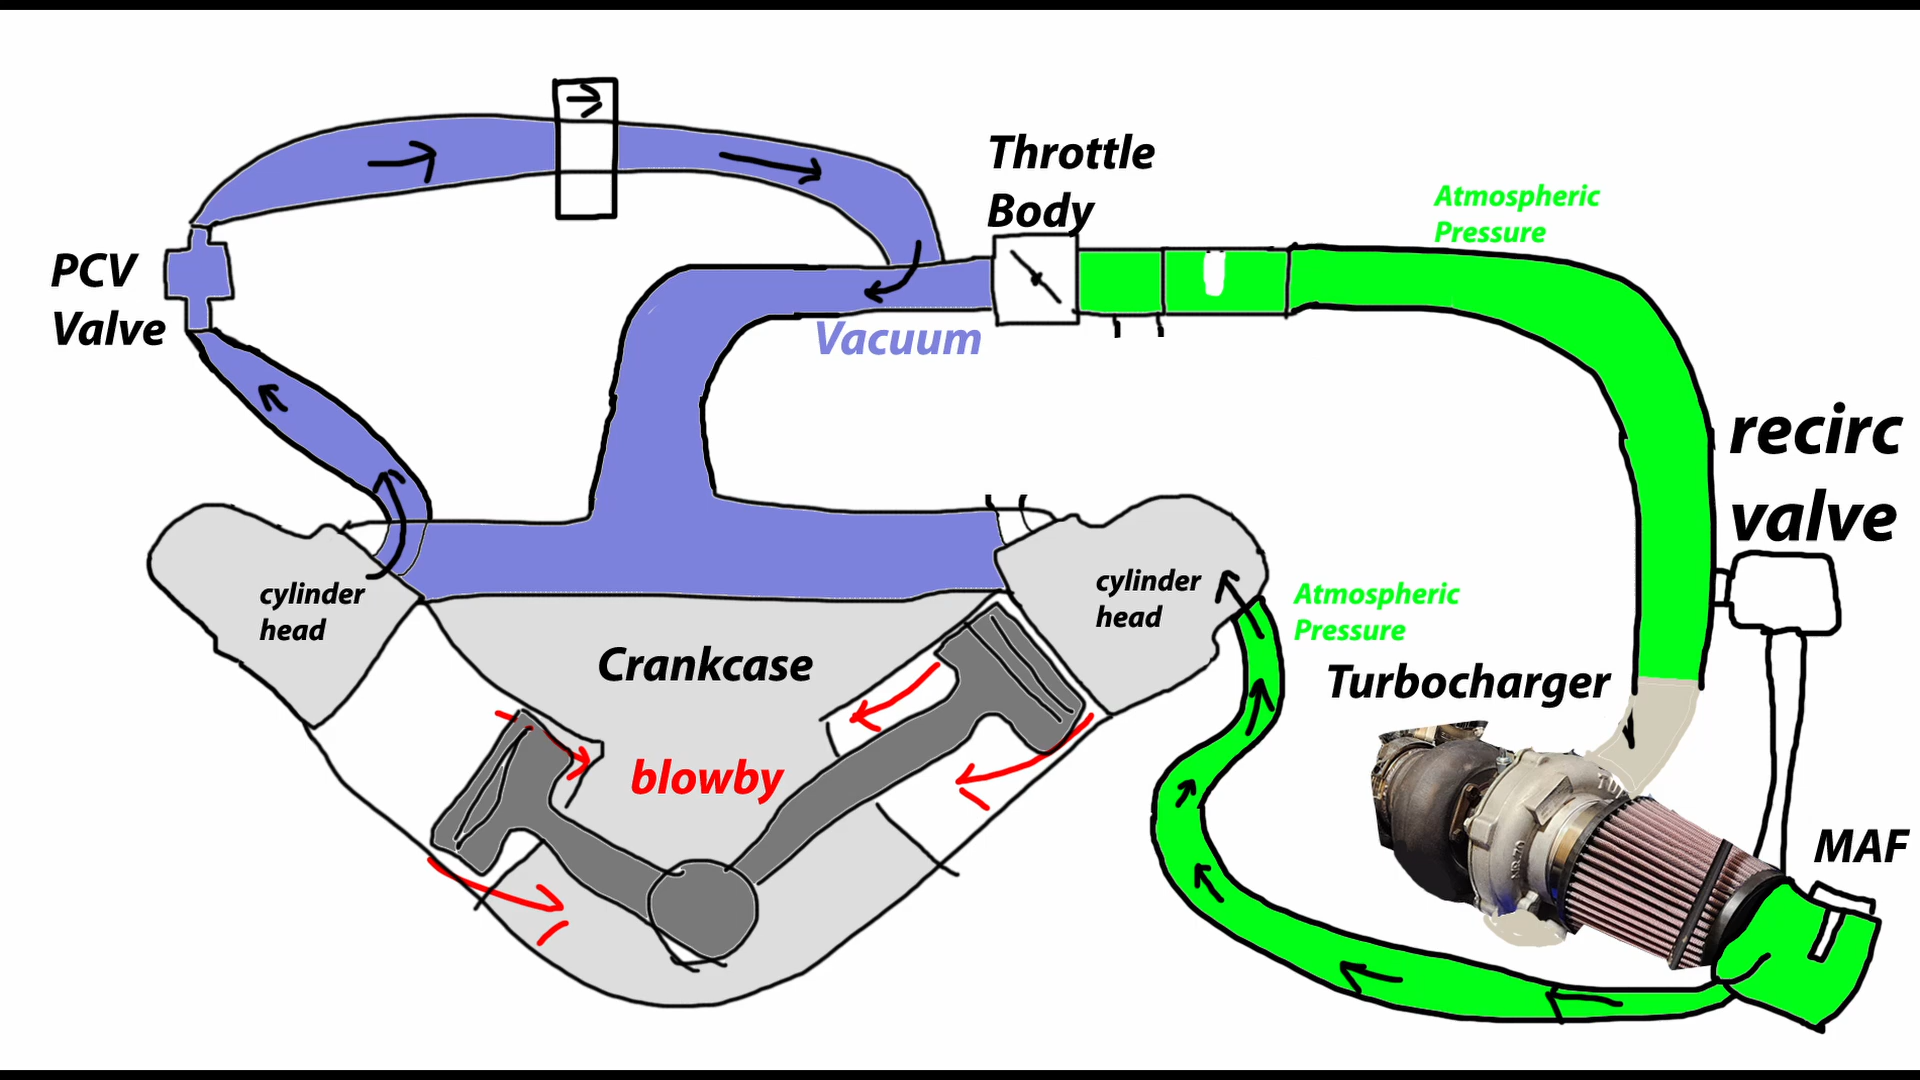 Throttle
Body
Atmospheric
Pressure
PCV
Valve
Vacuum
recirc
valve
cylinder
head
cylinder
head
Atmospheric
Pressure
Crankcase
Turbocharger
blowby
MAF